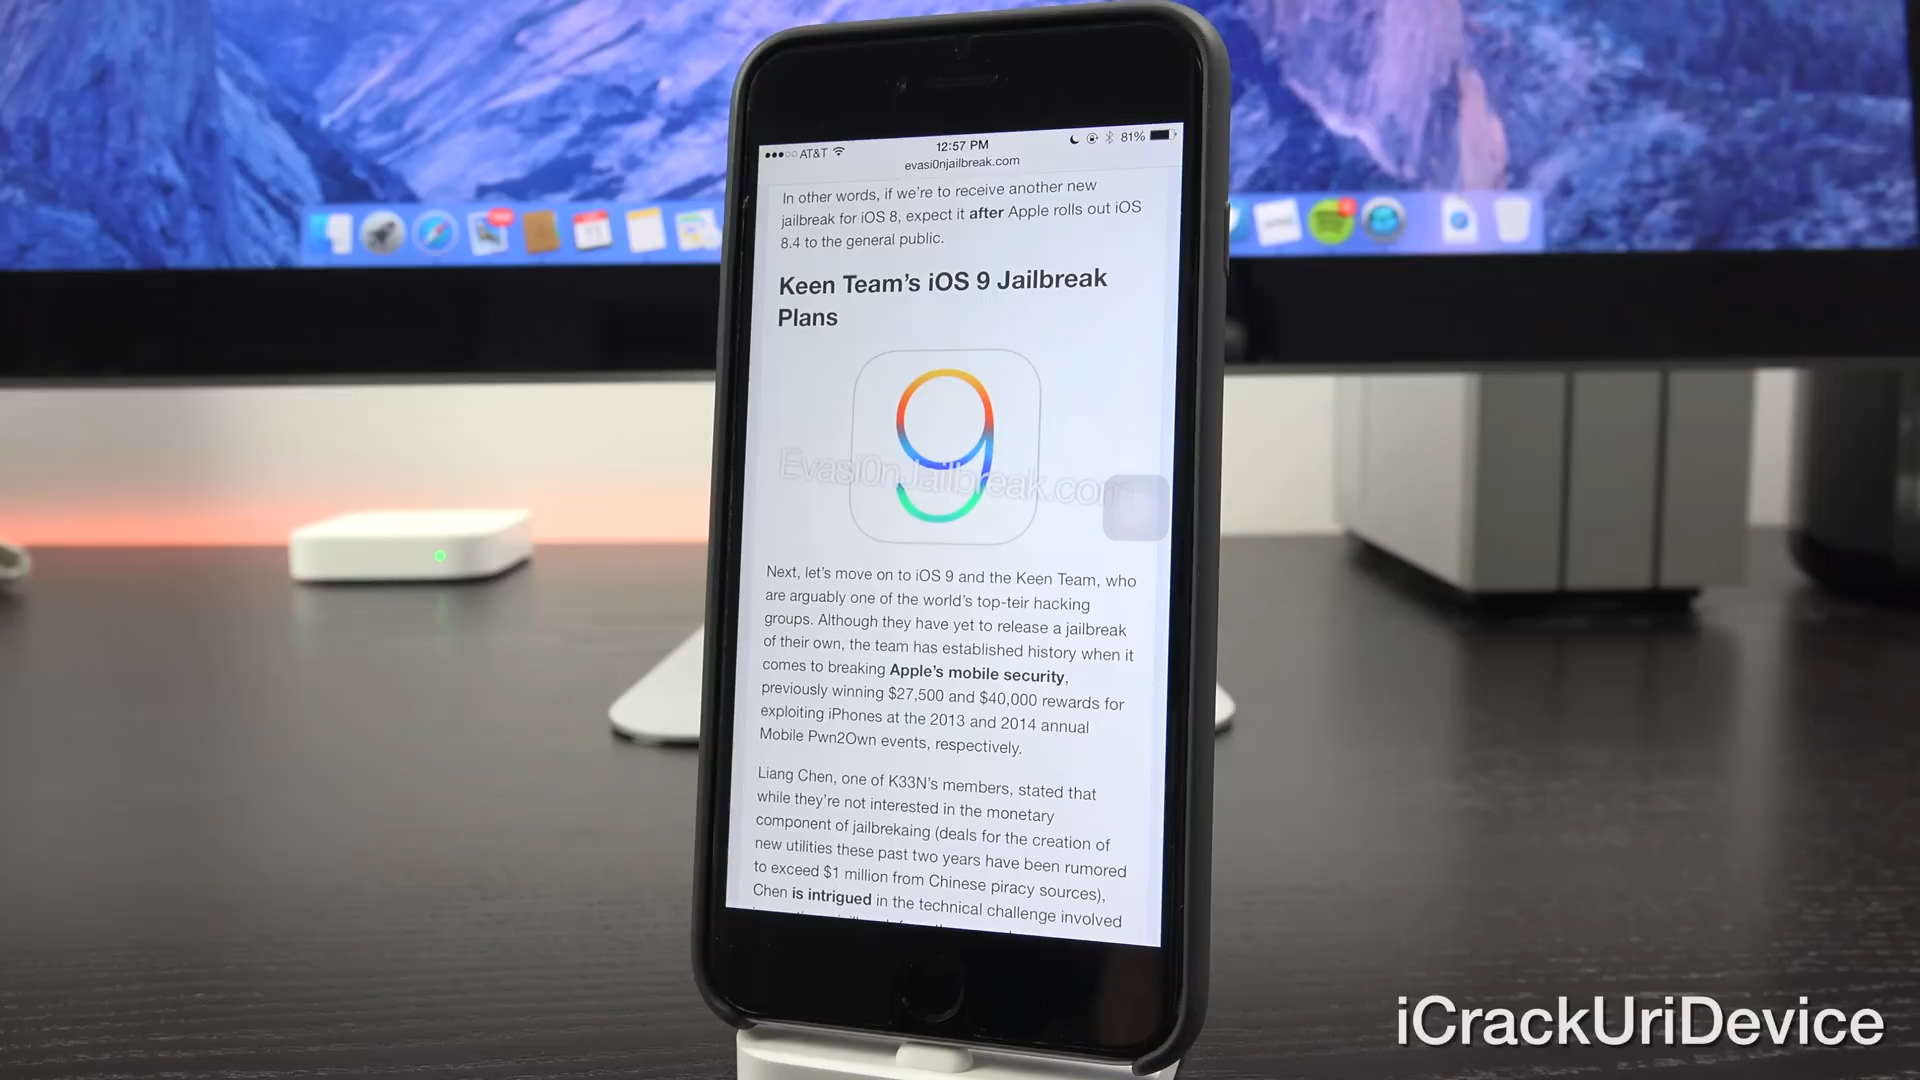 AT&T
12:57 PM
81%
evasi0njailbreak.com
In other words, if we're to receive another new
jailbreak for iOS 8, expect it after Apple rolls out iOS
8.4 to the general public.
Keen Team's iOS 9 Jailbreak
Plans
9
Evasi0nJailbreak.com
Next, let's move on to iOS 9 and the Keen Team, who
are arguably one of the world's top-teir hacking
groups. Although they have yet to release a jailbreak
of their own, the team has established history when it
comes to breaking Apple's mobile security,
previously winning $27,500 and $40,000 rewards for
exploiting iPhones at the 2013 and 2014 annual
Mobile Pwn2Own events, respectively.
Liang Chen, one of K33N's members, stated that
while they're not interested in the monetary
component of jailbrekaing (deals for the creation of
new utilities these past two years have been rumored
to exceed $1 million from Chinese piracy sources),
Chen is intrigued in the technical challenge involved
iCrackUriDevice